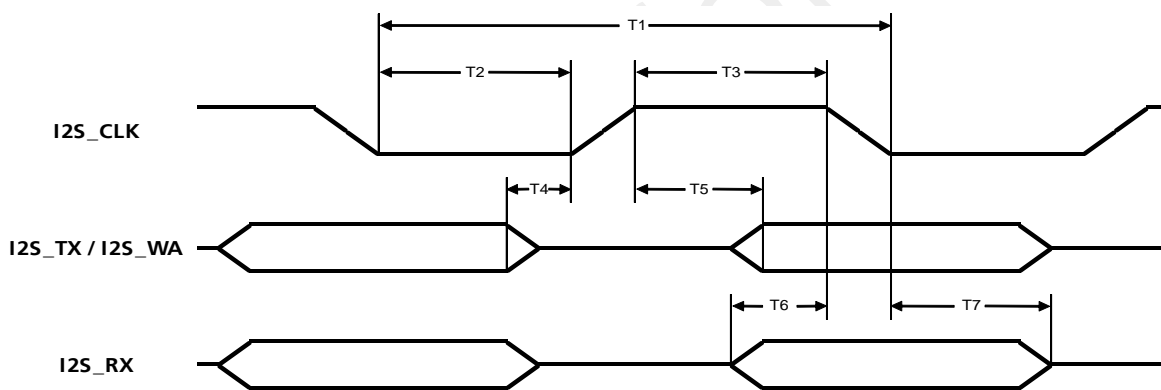 T1
T2
T3
I2S_CLK
T4
T5
I2S_TX / I2S_WA
T6
T7
I2S_RX